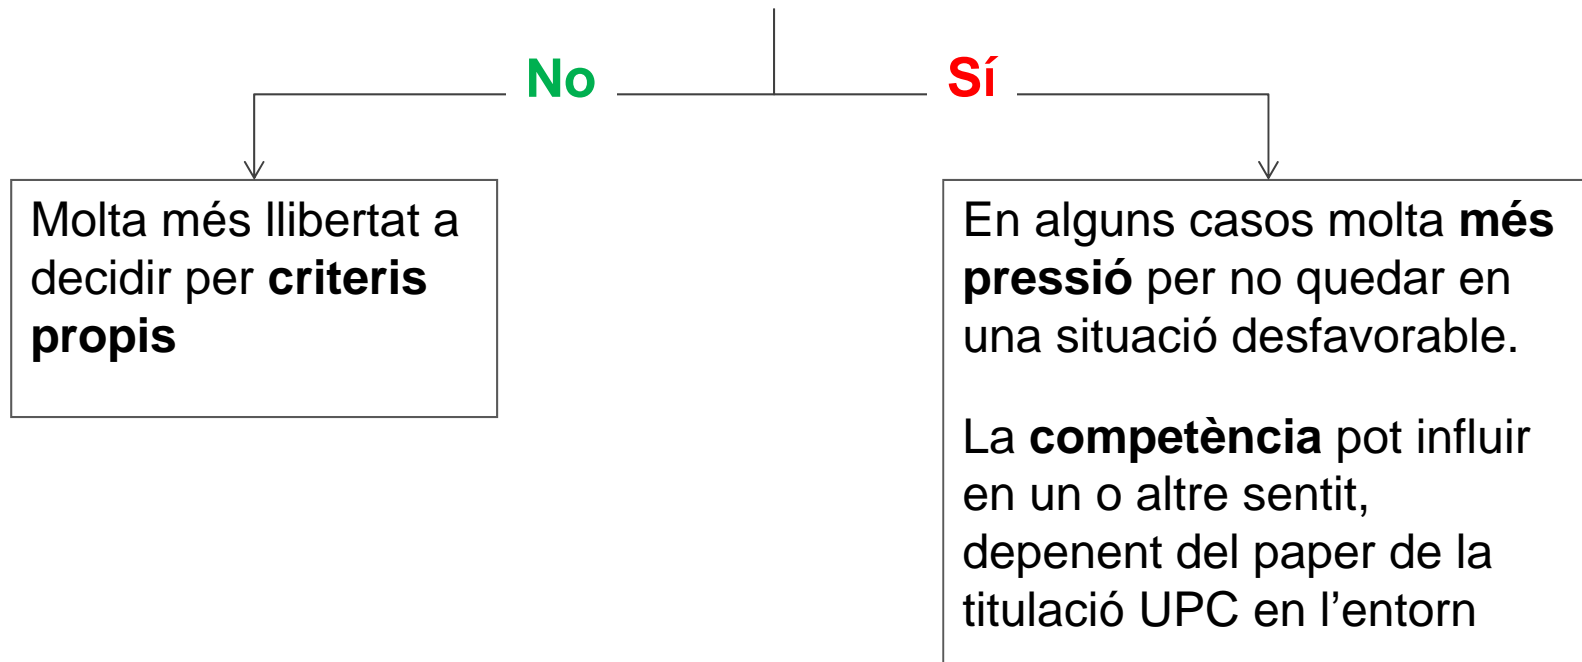 No
Sí
Molta més llibertat a
decidir per criteris
propis
En alguns casos molta més
pressió per no quedar en
una situació desfavorable.
La competència pot influir
en un o altre sentit,
depenent del paper de la
titulació UPC en l’entorn